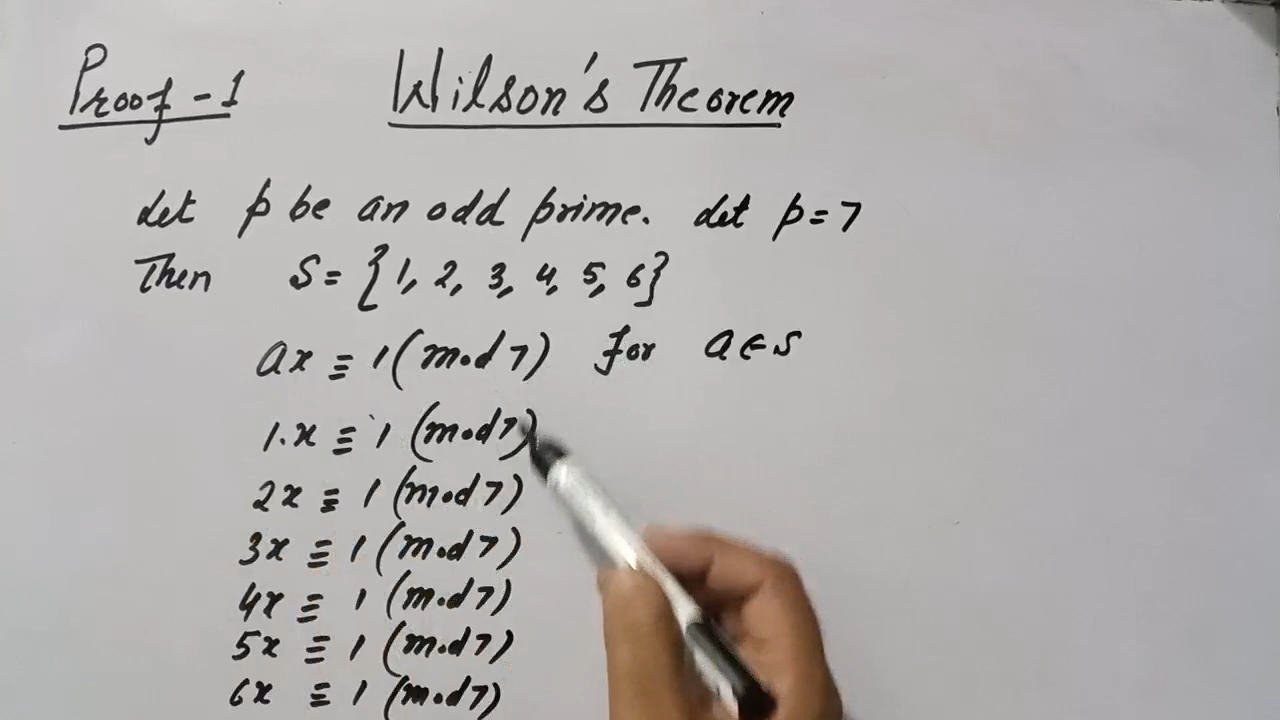 Proof - 1 Wilson's Theorem
Let p be an odd prime. Let p = 7
Then S = {1, 2, 3, 4, 5, 6}
ax ≡ 1 (mod 7) for a ∈ S
1.x ≡ 1 (mod 7)
2x ≡ 1 (mod 7)
3x ≡ 1 (mod 7)
4x ≡ 1 (mod 7)
5x ≡ 1 (mod 7)
6x ≡ 1 (mod 7)